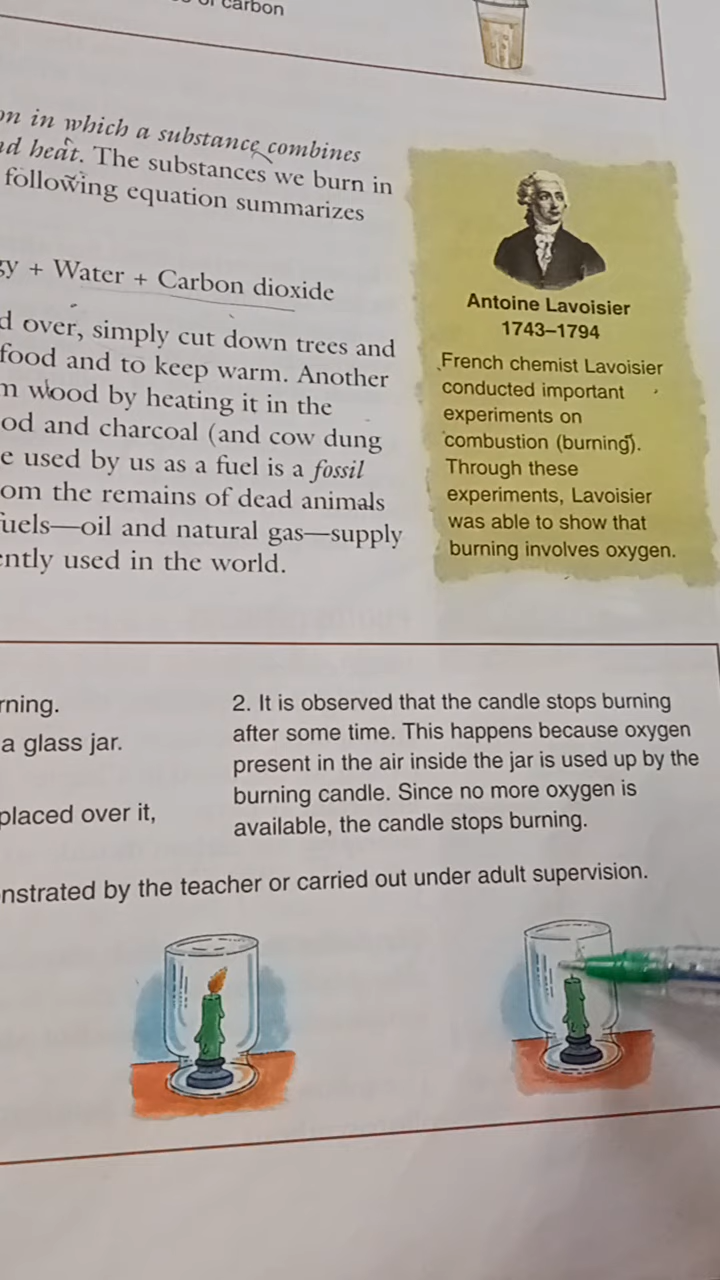 of carbon
on in which a substance combines
nd heat. The substances we burn in
following equation summarizes
gy + Water + Carbon dioxide
d over, simply cut down trees and
food and to keep warm. Another
m wood by heating it in the
od and charcoal (and cow dung
e used by us as a fuel is a fossil
om the remains of dead animals
fuels—oil and natural gas—supply
ently used in the world.
Antoine Lavoisier
1743–1794
French chemist Lavoisier
conducted important
experiments on
combustion (burning).
Through these
experiments, Lavoisier
was able to show that
burning involves oxygen.
rning.
a glass jar.
placed over it,
2. It is observed that the candle stops burning
after some time. This happens because oxygen
present in the air inside the jar is used up by the
burning candle. Since no more oxygen is
available, the candle stops burning.
nstrated by the teacher or carried out under adult supervision.